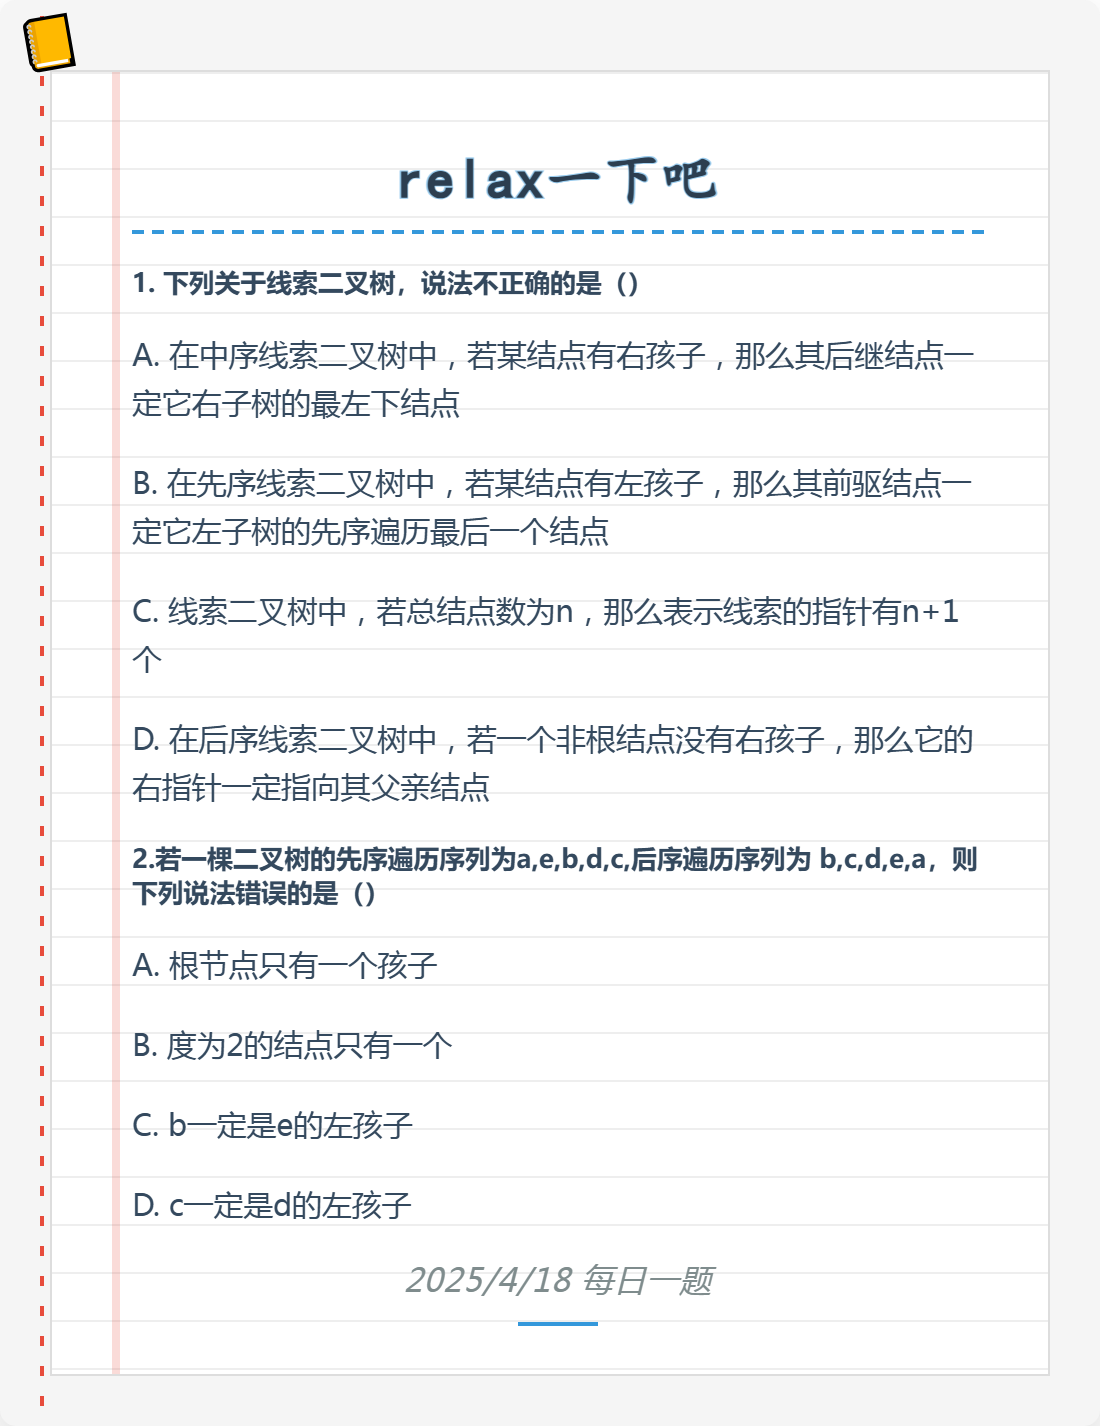 relax一下吧
1. 下列关于线索二叉树，说法不正确的是（）
A. 在中序线索二叉树中，若某结点有右孩子，那么其后继结点一
定它右子树的最左下结点
B. 在先序线索二叉树中，若某结点有左孩子，那么其前驱结点一
定它左子树的先序遍历最后一个结点
C. 线索二叉树中，若总结点数为n，那么表示线索的指针有n+1
个
D. 在后序线索二叉树中，若一个非根结点没有右孩子，那么它的
右指针一定指向其父亲结点
2.若一棵二叉树的先序遍历序列为a,e,b,d,c,后序遍历序列为 b,c,d,e,a，则
下列说法错误的是（）
A. 根节点只有一个孩子
B. 度为2的结点只有一个
C. b一定是e的左孩子
D. c一定是d的左孩子
2025/4/18 每日一题